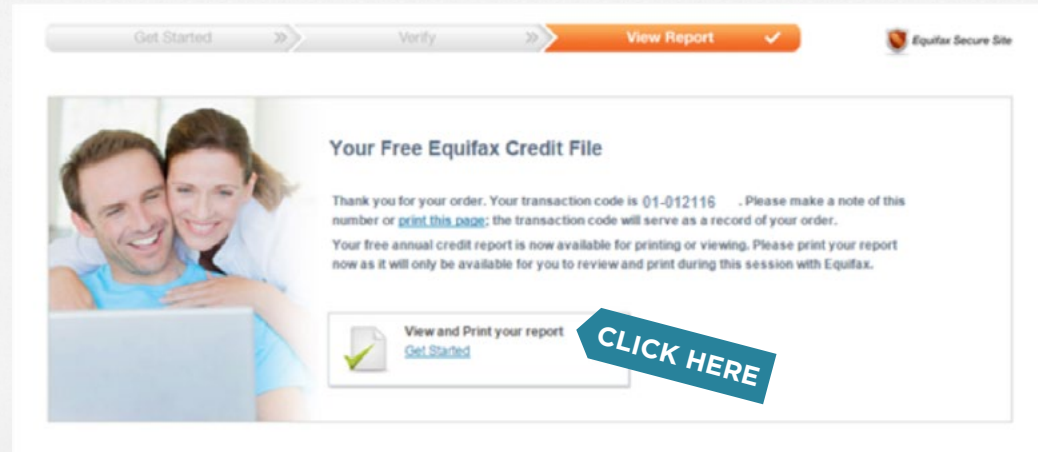 Get Started
Verify
View Report
Equifax Secure Site
Your Free Equifax Credit File
Thank you for your order. Your transaction code is 01-012116 . Please make a note of this
number or print this page; the transaction code will serve as a record of your order.
Your free annual credit report is now available for printing or viewing. Please print your report
now as it will only be available for you to review and print during this session with Equifax.
View and Print your report
Get Started
CLICK HERE